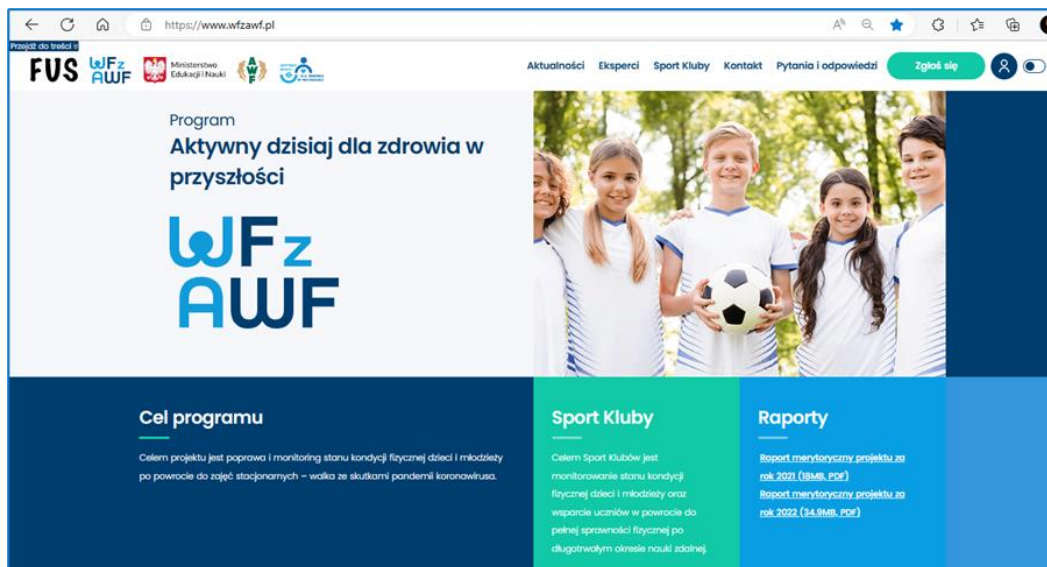 https://www.wfzawf.pl
Przejdź do treści
FUS WFz AWF Ministerstwo Edukacji i Nauki AWF
Aktualności Eksperci Sport Kluby Kontakt Pytania i odpowiedzi Zgłoś się
Program
Aktywny dzisiaj dla zdrowia w
przyszłości
WFz
AWF
Cel programu
Celem projektu jest poprawa i monitoring stanu kondycji fizycznej dzieci i młodzieży
po powrocie do zajęć stacjonarnych – walka ze skutkami pandemii koronawirusa.
Sport Kluby
Celem Sport Klubów jest
monitorowanie stanu kondycji
fizycznej dzieci i młodzieży oraz
wsparcie uczniów w powrocie do
pełnej sprawności fizycznej po
długotrwałym okresie nauki zdalnej.
Raporty
Raport merytoryczny projektu za
rok 2021 (18MB, PDF)
Raport merytoryczny projektu za
rok 2022 (34.9MB, PDF)